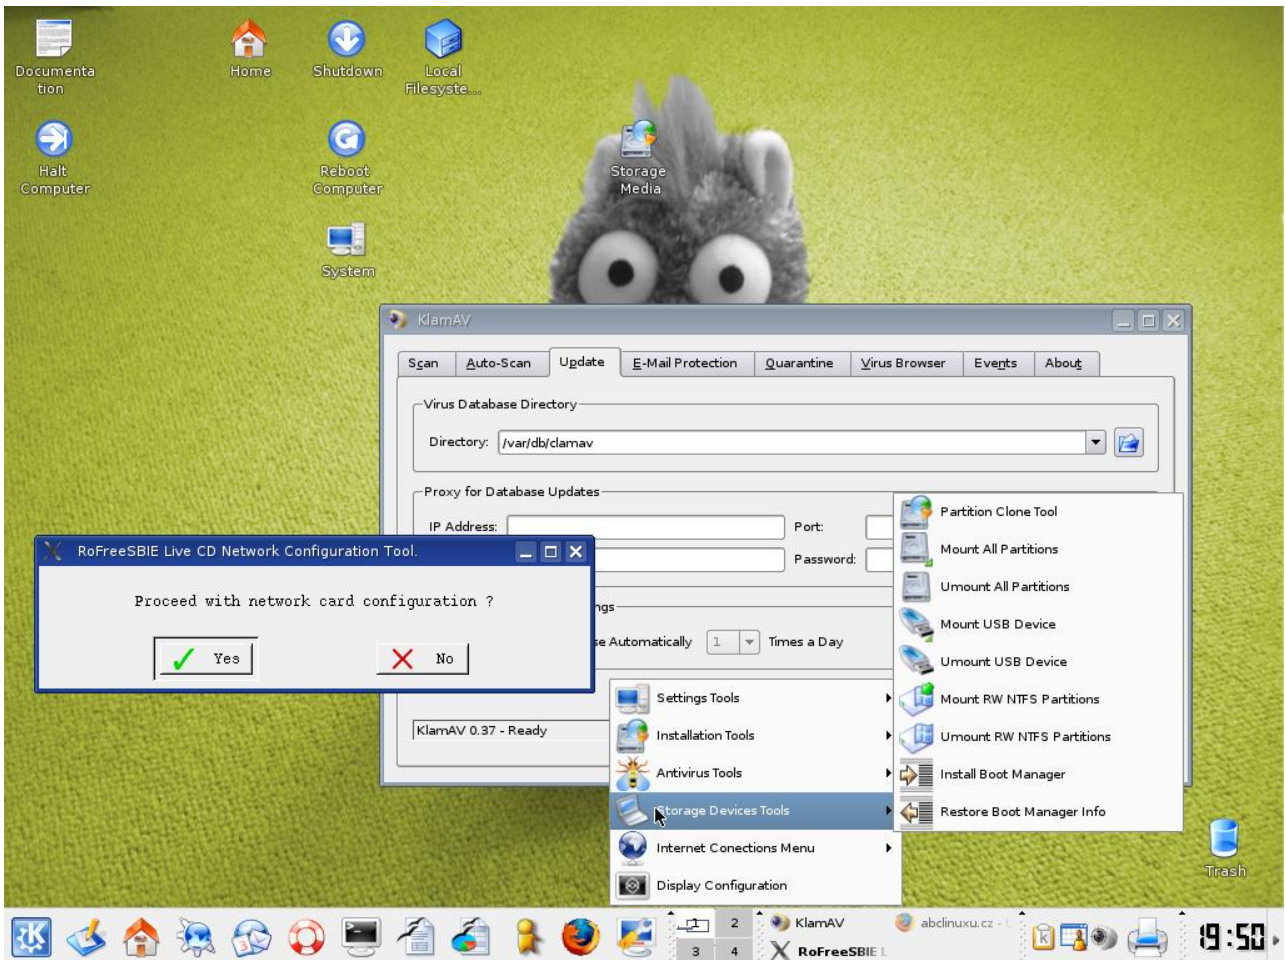 Documenta
tion
Home
Shutdown
Local
Filesyste...
Halt
Computer
Reboot
Computer
Storage
Media
System
KlamAV
Scan
Auto-Scan
Update
E-Mail Protection
Quarantine
Virus Browser
Events
About
Virus Database Directory
Directory: /var/db/clamav
Proxy for Database Updates
IP Address:
Port:
Password:
ngs
se Automatically 1 Times a Day
KlamAV 0.37 - Ready
RoFreeSBIE Live CD Network Configuration Tool.
Proceed with network card configuration ?
Yes
No
Settings Tools
Installation Tools
Antivirus Tools
Storage Devices Tools
Internet Conections Menu
Display Configuration
Partition Clone Tool
Mount All Partitions
Umount All Partitions
Mount USB Device
Umount USB Device
Mount RW NTFS Partitions
Umount RW NTFS Partitions
Install Boot Manager
Restore Boot Manager Info
Trash
1 2
3 4
KlamAV
abclinuxu.cz - L
RoFreeSBIE L
19:50